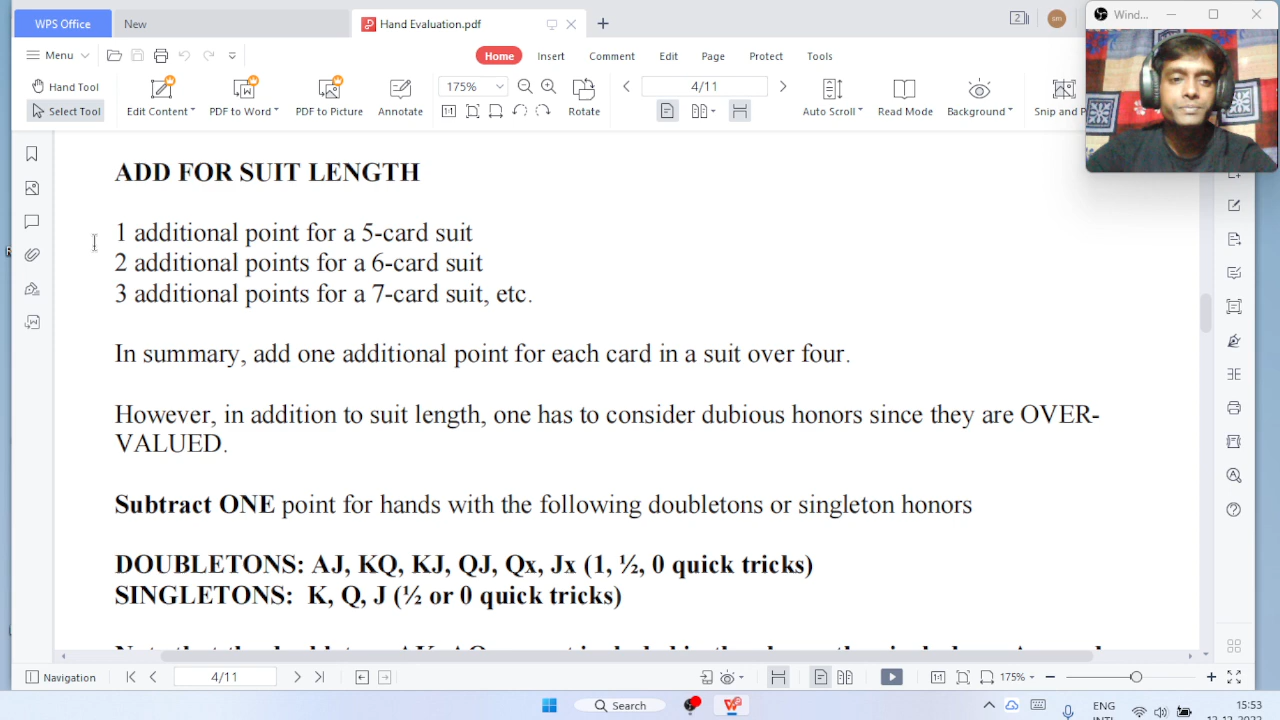 WPS Office
New
Hand Evaluation.pdf
2
sm
Wind...
Menu
Home
Insert
Comment
Edit
Page
Protect
Tools
Hand Tool
Select Tool
Edit Content
PDF to Word
PDF to Picture
Annotate
175%
4/11
Rotate
Auto Scroll
Read Mode
Background
Snip and P
ADD FOR SUIT LENGTH
1 additional point for a 5-card suit
2 additional points for a 6-card suit
3 additional points for a 7-card suit, etc.
In summary, add one additional point for each card in a suit over four.
However, in addition to suit length, one has to consider dubious honors since they are OVER-
VALUED.
Subtract ONE point for hands with the following doubletons or singleton honors
DOUBLETONS: AJ, KQ, KJ, QJ, Qx, Jx (1, ½, 0 quick tricks)
SINGLETONS: K, Q, J (½ or 0 quick tricks)
Navigation
4/11
175%
Search
ENG
INTL
15:53